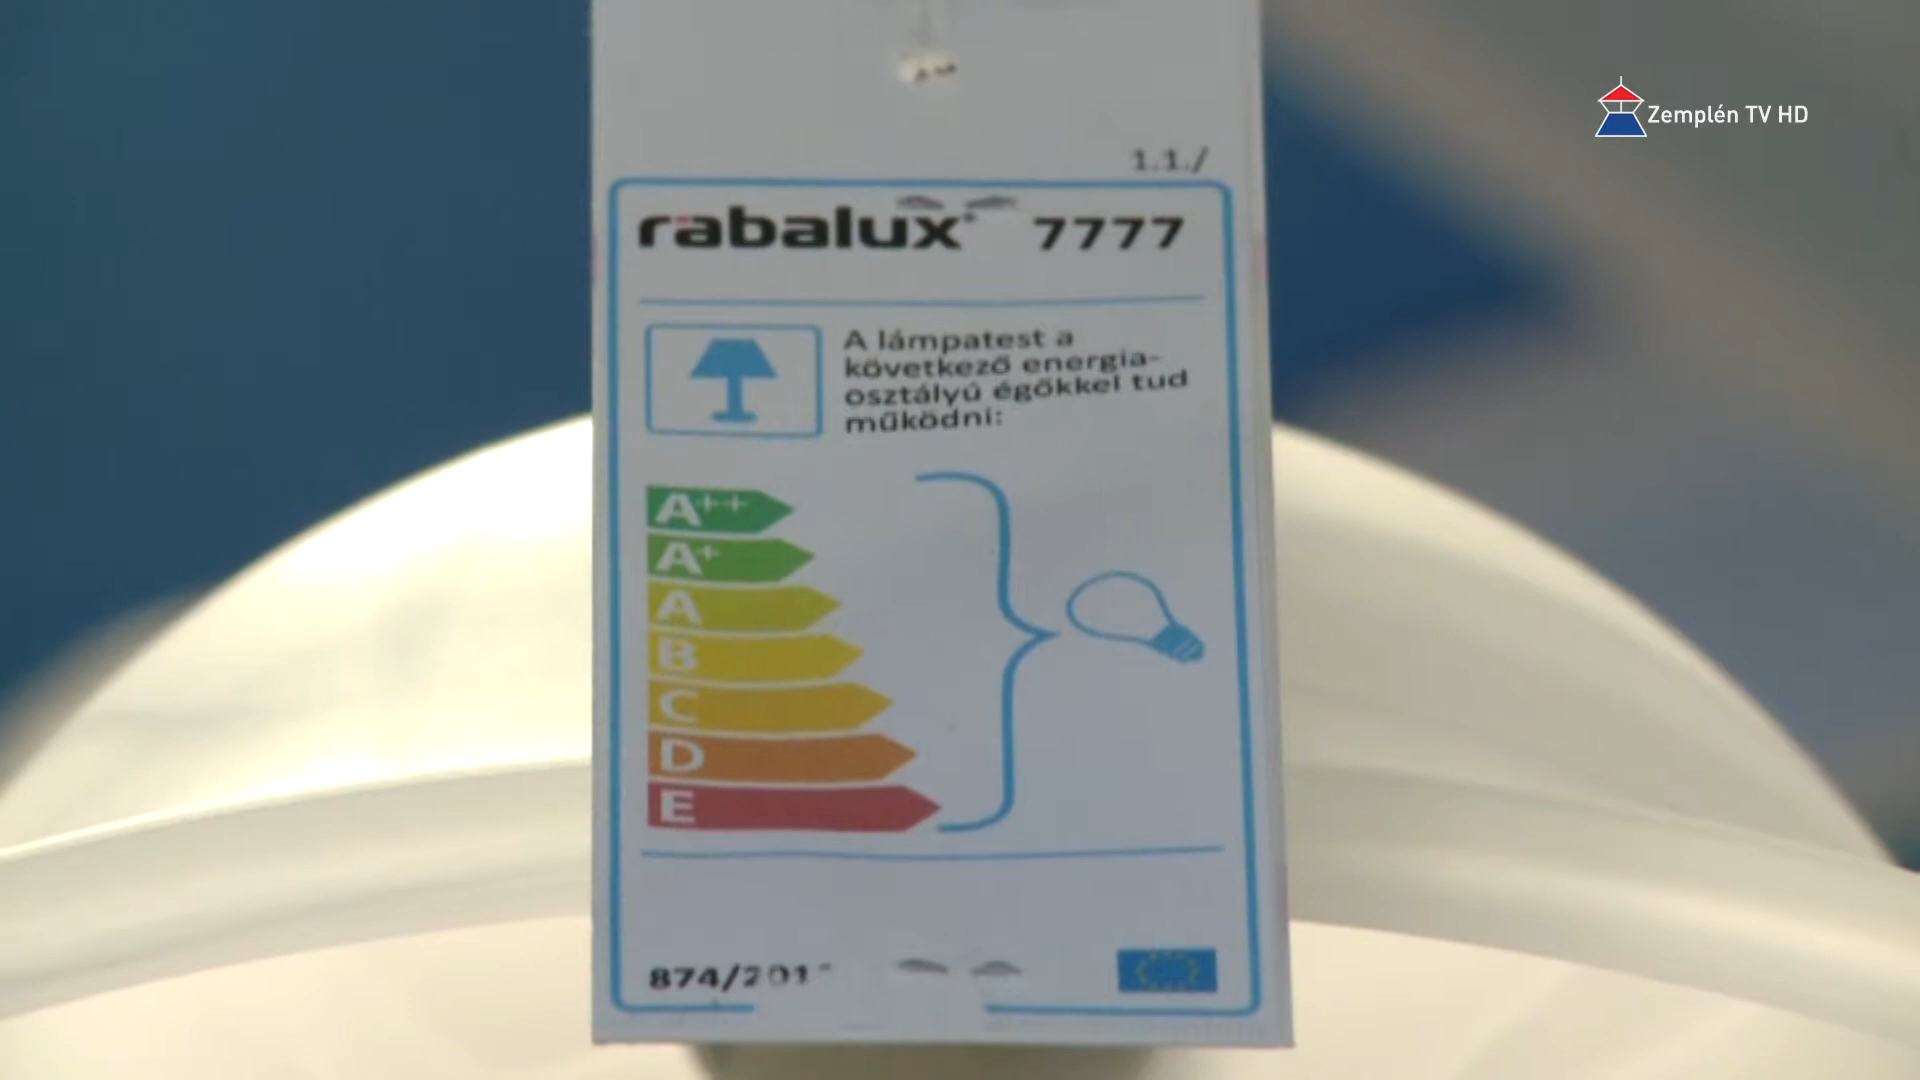 Zemplén TV HD
1.1./
rabalux® 7777
A lámpatest a
következő energia-
osztályú égőkkel tud
működni:
A++
A+
A
B
C
D
E